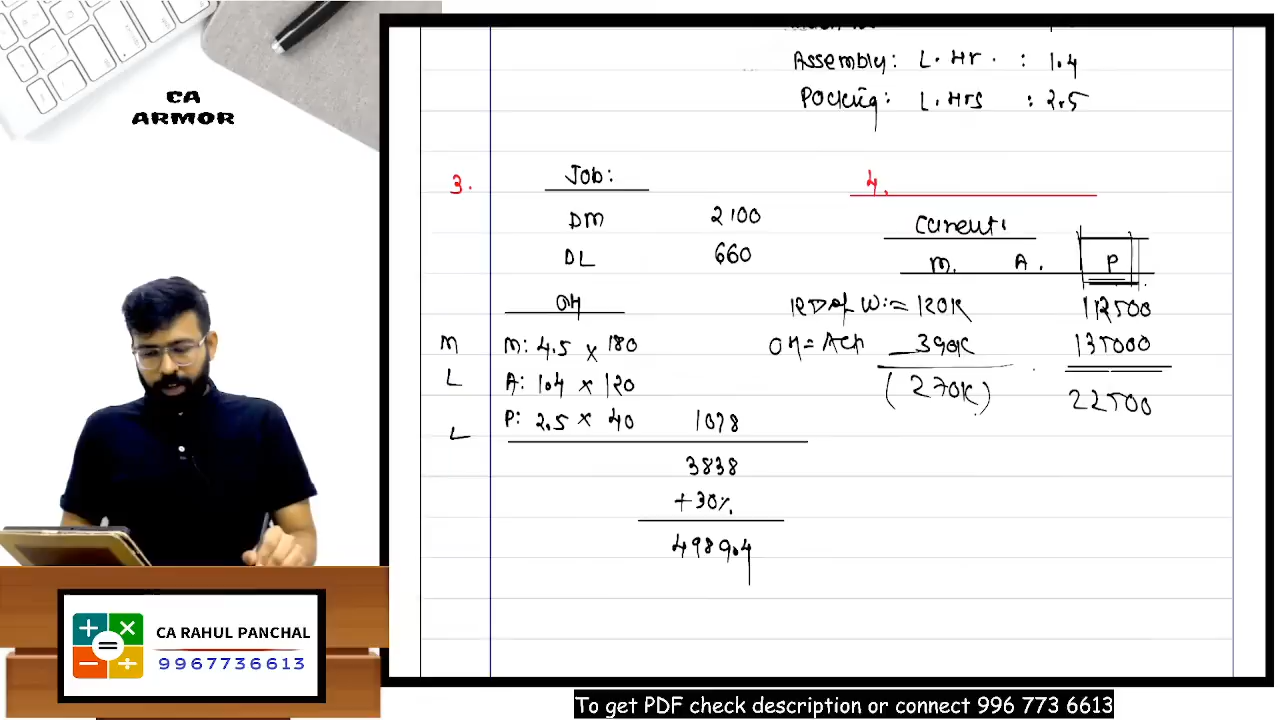 CA
ARMOR
Assembly: L. Hr. : 1.4
Packing: L. Hrs : 2.5
3.
Job:
DM 2100
DL 660
OH
M M: 4.5 x 180
L A: 1.4 x 120
L P: 2.5 x 40 1078
3838
+30%
4989.4
4.
Current:
M. A. P
= 120K 112500
OH = 390K 135000
(270K) 22500
CA RAHUL PANCHAL
9967736613
To get PDF check description or connect 996 773 6613